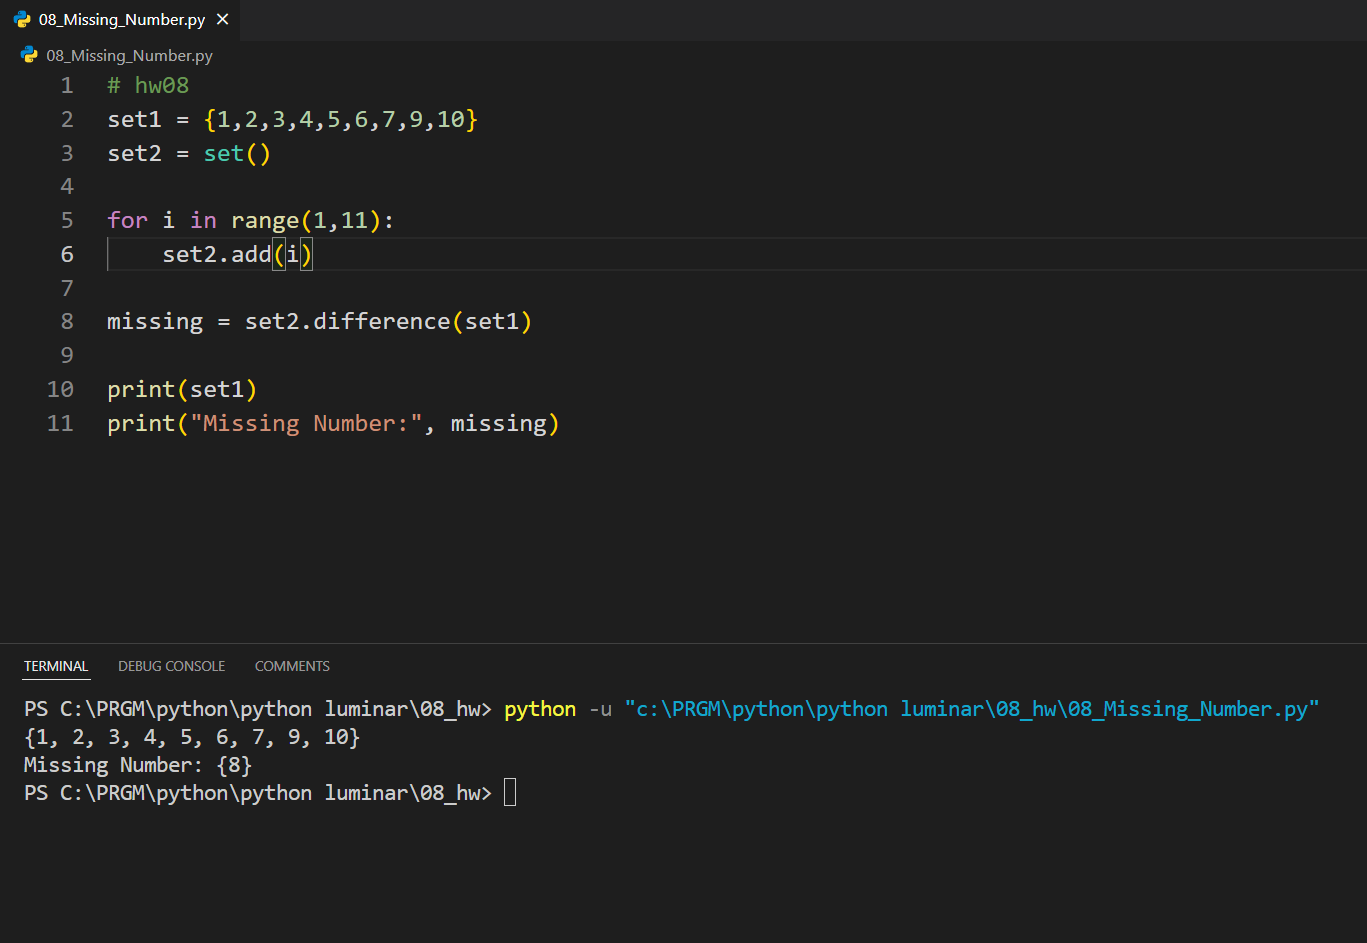 08_Missing_Number.py
08_Missing_Number.py
1 # hw08
2 set1 = {1,2,3,4,5,6,7,9,10}
3 set2 = set()
4
5 for i in range(1,11):
6     set2.add(i)
7
8 missing = set2.difference(set1)
9
10 print(set1)
11 print("Missing Number:", missing)
TERMINAL DEBUG CONSOLE COMMENTS
PS C:\PRGM\python\python luminar\08_hw> python -u "c:\PRGM\python\python luminar\08_hw\08_Missing_Number.py"
{1, 2, 3, 4, 5, 6, 7, 9, 10}
Missing Number: {8}
PS C:\PRGM\python\python luminar\08_hw>